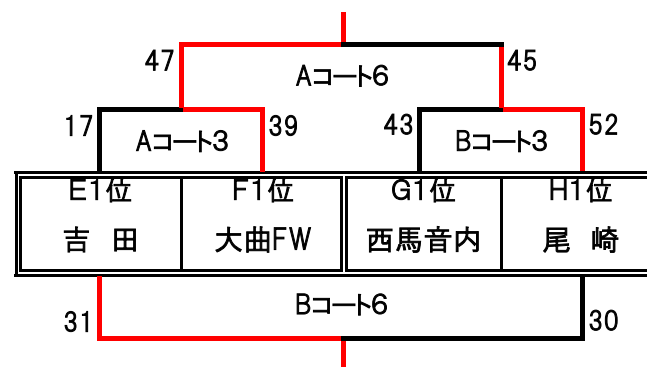 47 45
Aコート6
17 39 43 52
Aコート3 Bコート3
E1位 F1位 G1位 H1位
吉 田 大曲FW 西馬音内 尾 崎
Bコート6
31 30